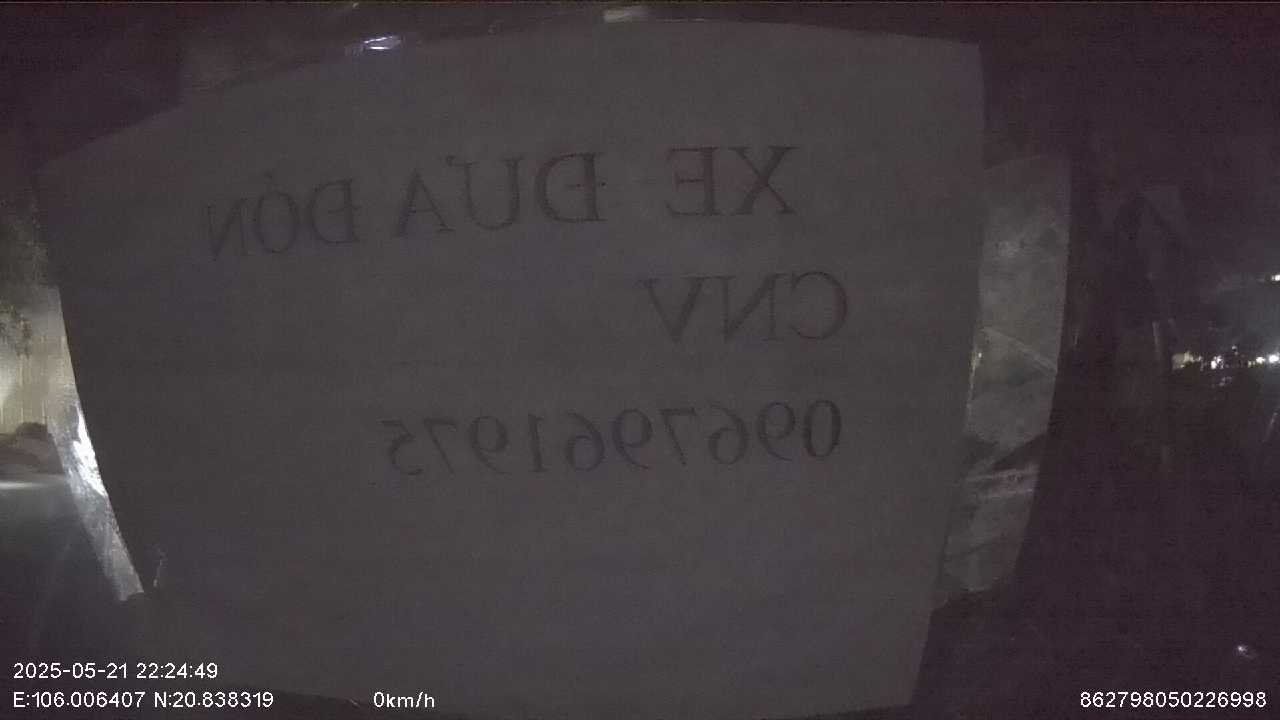 XE ĐƯA ĐÓN
CNV
0967961975
2025-05-21 22:24:49
E:106.006407 N:20.838319 0km/h
862798050226998